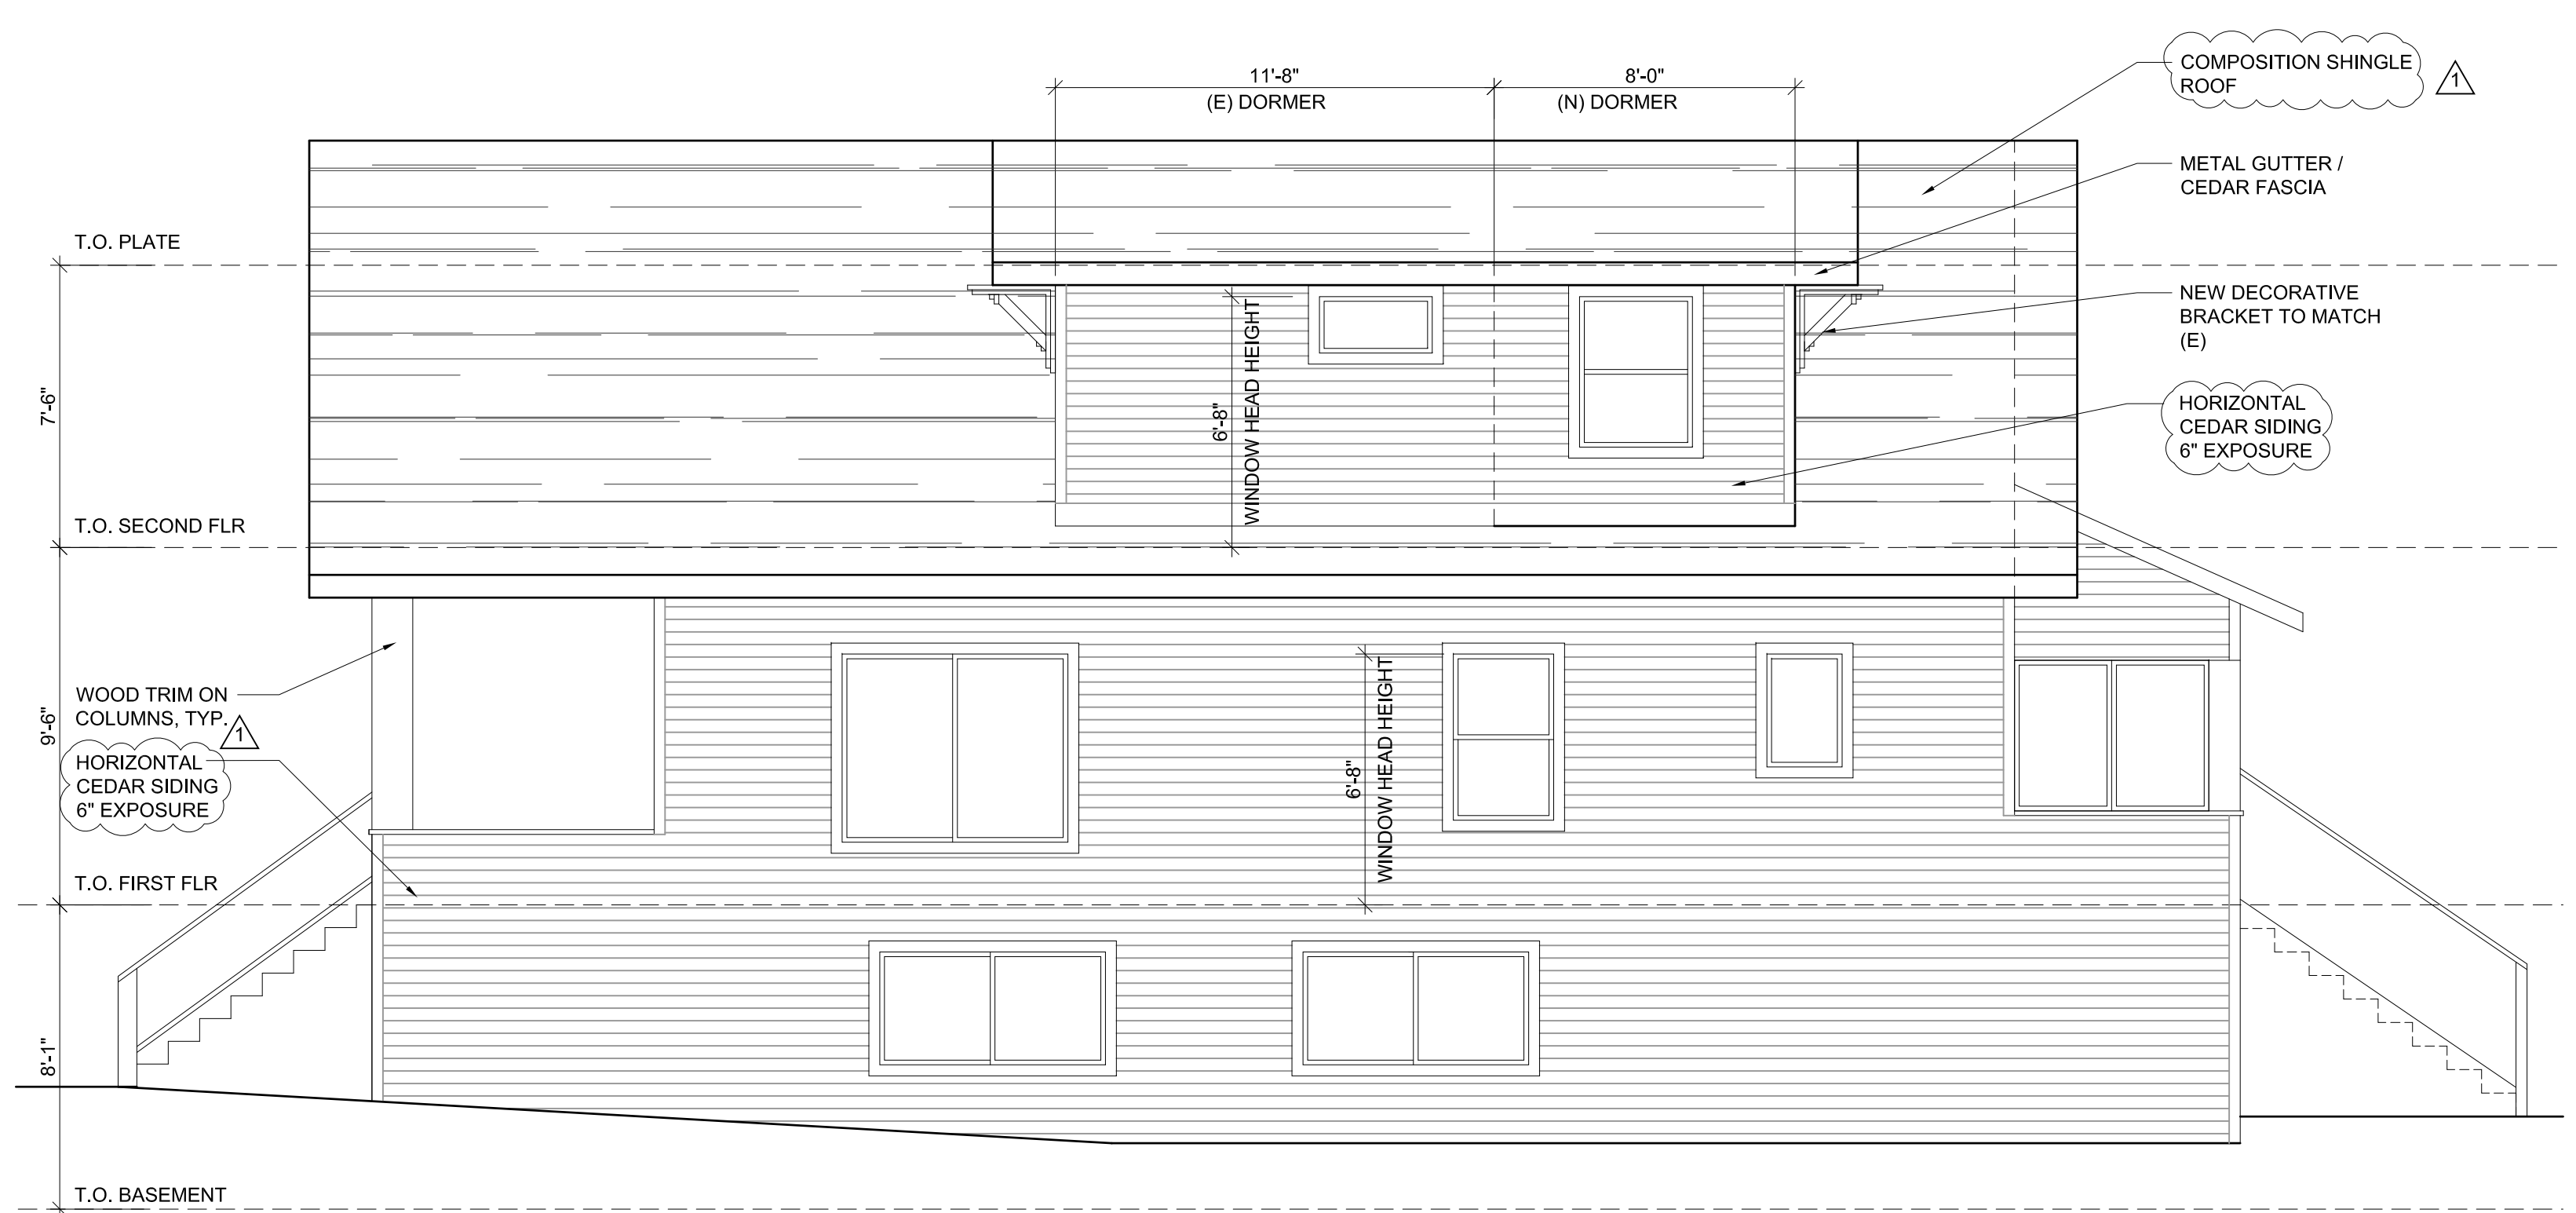 11'-8"
(E) DORMER
8'-0"
(N) DORMER
COMPOSITION SHINGLE
ROOF
1
METAL GUTTER /
CEDAR FASCIA
T.O. PLATE
NEW DECORATIVE
BRACKET TO MATCH
(E)
7'-6"
6'-8"
WINDOW HEAD HEIGHT
HORIZONTAL
CEDAR SIDING
6" EXPOSURE
T.O. SECOND FLR
9'-6"
WOOD TRIM ON
COLUMNS, TYP.
1
HORIZONTAL
CEDAR SIDING
6" EXPOSURE
6'-8"
WINDOW HEAD HEIGHT
T.O. FIRST FLR
8'-1"
T.O. BASEMENT